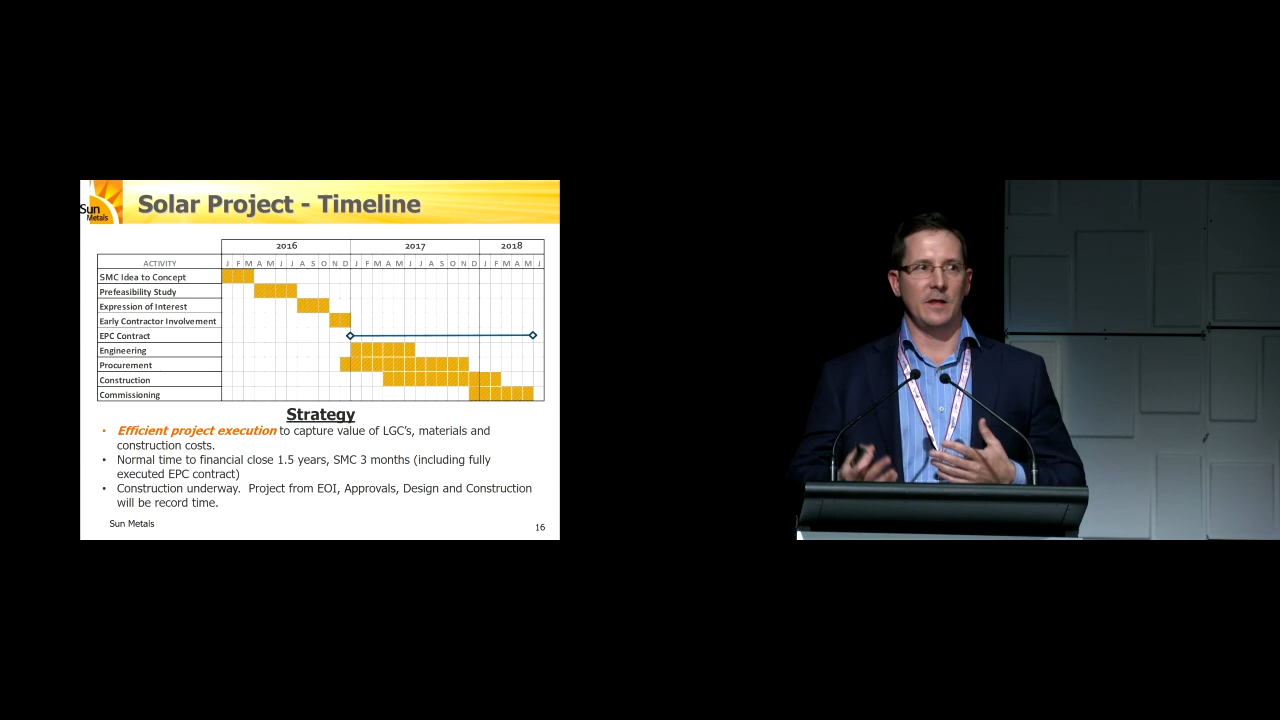 Sun
Metals
Solar Project - Timeline
2016 2017 2018
ACTIVITY J F M A M J J A S O N D J F M A M J J A S O N D J F M A M J
SMC Idea to Concept
Prefeasibility Study
Expression of Interest
Early Contractor Involvement
EPC Contract
Engineering
Procurement
Construction
Commissioning
Strategy
• Efficient project execution to capture value of LGC's, materials and
construction costs.
• Normal time to financial close 1.5 years, SMC 3 months (including fully
executed EPC contract)
• Construction underway. Project from EOI, Approvals, Design and Construction
will be record time.
Sun Metals
16